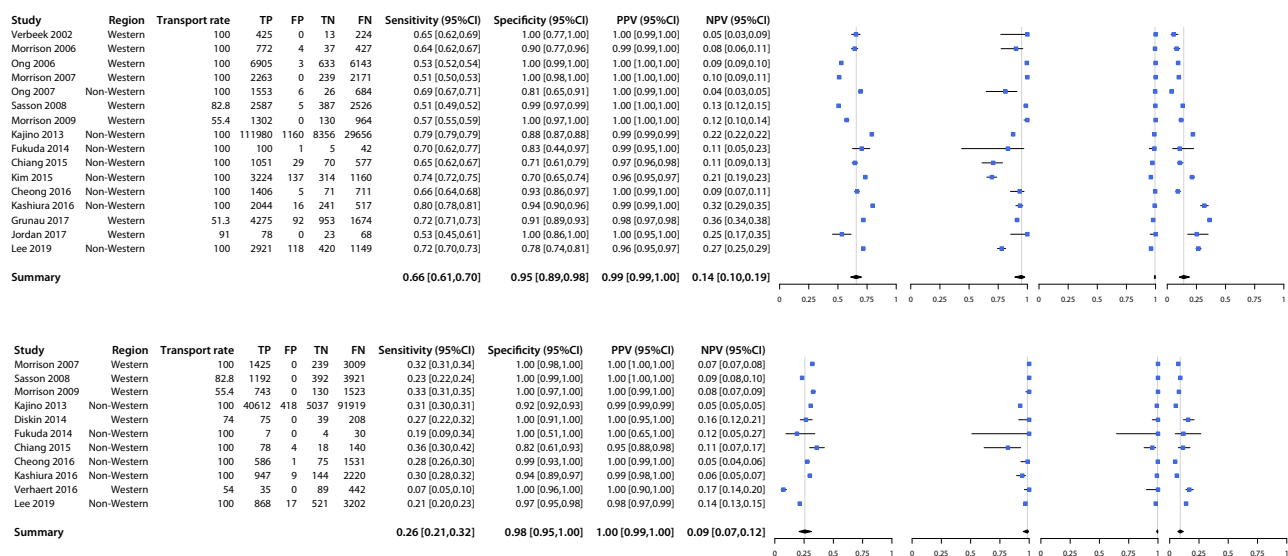 Study Region Transport rate TP FP TN FN Sensitivity (95%CI) Specificity (95%CI) PPV (95%CI) NPV (95%CI)
Verbeek 2002 Western 100 425 0 13 224 0.65 [0.62,0.69] 1.00 [0.77,1.00] 1.00 [0.99,1.00] 0.05 [0.03,0.09]
Morrison 2006 Western 100 772 4 37 427 0.64 [0.62,0.67] 0.90 [0.77,0.96] 0.99 [0.99,1.00] 0.08 [0.06,0.11]
Ong 2006 Western 100 6905 3 633 6143 0.53 [0.52,0.54] 1.00 [0.99,1.00] 1.00 [1.00,1.00] 0.09 [0.09,0.10]
Morrison 2007 Western 100 2263 0 239 2171 0.51 [0.50,0.53] 1.00 [0.98,1.00] 1.00 [1.00,1.00] 0.10 [0.09,0.11]
Ong 2007 Non-Western 100 1553 6 26 684 0.69 [0.67,0.71] 0.81 [0.65,0.91] 1.00 [0.99,1.00] 0.04 [0.03,0.05]
Sasson 2008 Western 82.8 2587 5 387 2526 0.51 [0.49,0.52] 0.99 [0.97,0.99] 1.00 [1.00,1.00] 0.13 [0.12,0.15]
Morrison 2009 Western 55.4 1302 0 130 964 0.57 [0.55,0.59] 1.00 [0.97,1.00] 1.00 [1.00,1.00] 0.12 [0.10,0.14]
Kajino 2013 Non-Western 100 111980 1160 8356 29656 0.79 [0.79,0.79] 0.88 [0.87,0.88] 0.99 [0.99,0.99] 0.22 [0.22,0.22]
Fukuda 2014 Non-Western 100 100 1 5 42 0.70 [0.62,0.77] 0.83 [0.44,0.97] 0.99 [0.95,1.00] 0.11 [0.05,0.23]
Chiang 2015 Non-Western 100 1051 29 70 577 0.65 [0.62,0.67] 0.71 [0.61,0.79] 0.97 [0.96,0.98] 0.11 [0.09,0.13]
Kim 2015 Non-Western 100 3224 137 314 1160 0.74 [0.72,0.75] 0.70 [0.65,0.74] 0.96 [0.95,0.97] 0.21 [0.19,0.23]
Cheong 2016 Non-Western 100 1406 5 71 711 0.66 [0.64,0.68] 0.93 [0.86,0.97] 1.00 [0.99,1.00] 0.09 [0.07,0.11]
Kashiura 2016 Non-Western 100 2044 16 241 517 0.80 [0.78,0.81] 0.94 [0.90,0.96] 0.99 [0.99,1.00] 0.32 [0.29,0.35]
Grunau 2017 Western 51.3 4275 92 953 1674 0.72 [0.71,0.73] 0.91 [0.89,0.93] 0.98 [0.97,0.98] 0.36 [0.34,0.38]
Jordan 2017 Western 91 78 0 23 68 0.53 [0.45,0.61] 1.00 [0.86,1.00] 1.00 [0.95,1.00] 0.25 [0.17,0.35]
Lee 2019 Non-Western 100 2921 118 420 1149 0.72 [0.70,0.73] 0.78 [0.74,0.81] 0.96 [0.95,0.97] 0.27 [0.25,0.29]
Summary 0.66 [0.61,0.70] 0.95 [0.89,0.98] 0.99 [0.99,1.00] 0.14 [0.10,0.19]
0 0.25 0.5 0.75 1 0 0.25 0.5 0.75 1 0 0.25 0.5 0.75 1 0 0.25 0.5 0.75 1
Study Region Transport rate TP FP TN FN Sensitivity (95%CI) Specificity (95%CI) PPV (95%CI) NPV (95%CI)
Morrison 2007 Western 100 1425 0 239 3009 0.32 [0.31,0.34] 1.00 [0.98,1.00] 1.00 [1.00,1.00] 0.07 [0.07,0.08]
Sasson 2008 Western 82.8 1192 0 392 3921 0.23 [0.22,0.24] 1.00 [0.99,1.00] 1.00 [1.00,1.00] 0.09 [0.08,0.10]
Morrison 2009 Western 55.4 743 0 130 1523 0.33 [0.31,0.35] 1.00 [0.97,1.00] 1.00 [0.99,1.00] 0.08 [0.07,0.09]
Kajino 2013 Non-Western 100 40612 418 5037 91919 0.31 [0.30,0.31] 0.92 [0.92,0.93] 0.99 [0.99,0.99] 0.05 [0.05,0.05]
Diskin 2014 Western 74 75 0 39 208 0.27 [0.22,0.32] 1.00 [0.91,1.00] 1.00 [0.95,1.00] 0.16 [0.12,0.21]
Fukuda 2014 Non-Western 100 7 0 4 30 0.19 [0.09,0.34] 1.00 [0.51,1.00] 1.00 [0.65,1.00] 0.12 [0.05,0.27]
Chiang 2015 Non-Western 100 78 4 18 140 0.36 [0.30,0.42] 0.82 [0.61,0.93] 0.95 [0.88,0.98] 0.11 [0.07,0.17]
Cheong 2016 Non-Western 100 586 1 75 1531 0.28 [0.26,0.30] 0.99 [0.93,1.00] 1.00 [0.99,1.00] 0.05 [0.04,0.06]
Kashiura 2016 Non-Western 100 947 9 144 2220 0.30 [0.28,0.32] 0.94 [0.89,0.97] 0.99 [0.98,1.00] 0.06 [0.05,0.07]
Verhaert 2016 Western 54 35 0 89 442 0.07 [0.05,0.10] 1.00 [0.96,1.00] 1.00 [0.90,1.00] 0.17 [0.14,0.20]
Lee 2019 Non-Western 100 868 17 521 3202 0.21 [0.20,0.23] 0.97 [0.95,0.98] 0.98 [0.97,0.99] 0.14 [0.13,0.15]
Summary 0.26 [0.21,0.32] 0.98 [0.95,1.00] 1.00 [0.99,1.00] 0.09 [0.07,0.12]
0 0.25 0.5 0.75 1 0 0.25 0.5 0.75 1 0 0.25 0.5 0.75 1 0 0.25 0.5 0.75 1